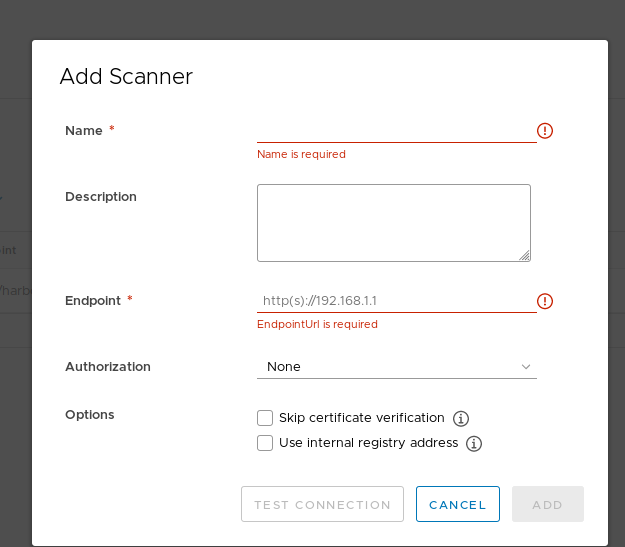 Add Scanner
Name *
Name is required
Description
int
/harb
Endpoint *
http(s)://192.168.1.1
EndpointUrl is required
Authorization
None
Options
Skip certificate verification
Use internal registry address
TEST CONNECTION
CANCEL
ADD